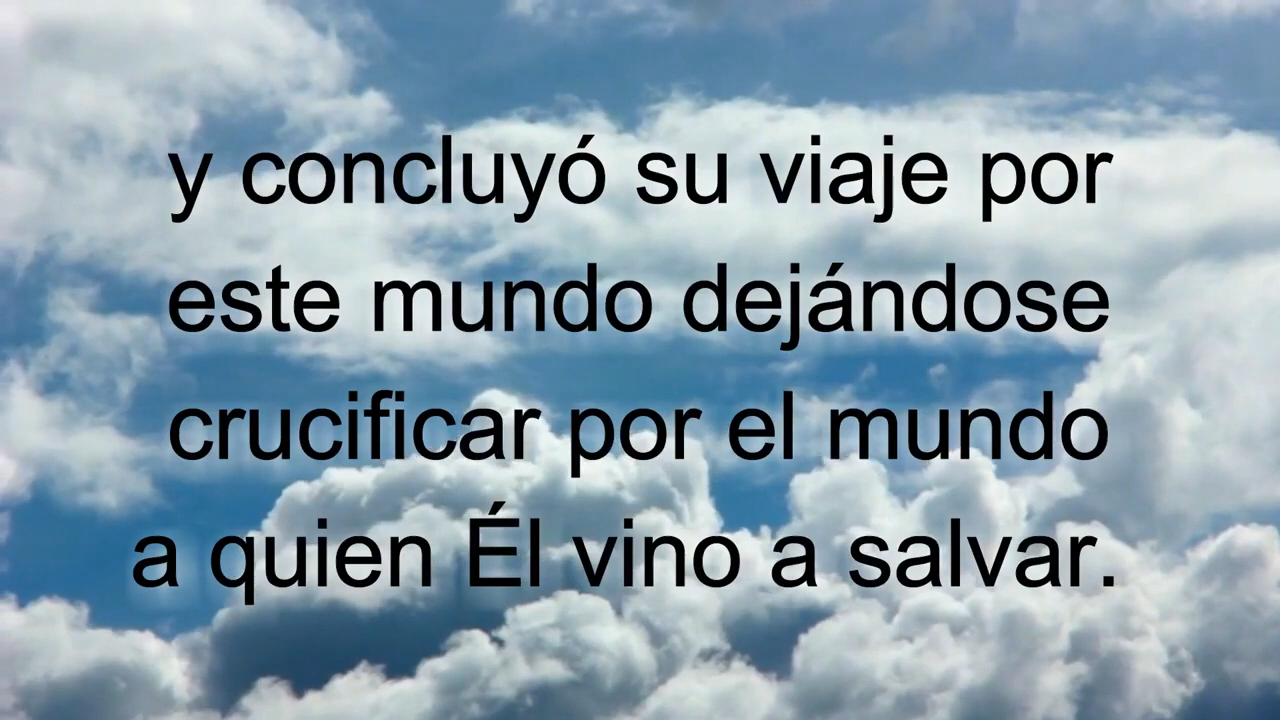 y concluyó su viaje por
este mundo dejándose
crucificar por el mundo
a quien Él vino a salvar.